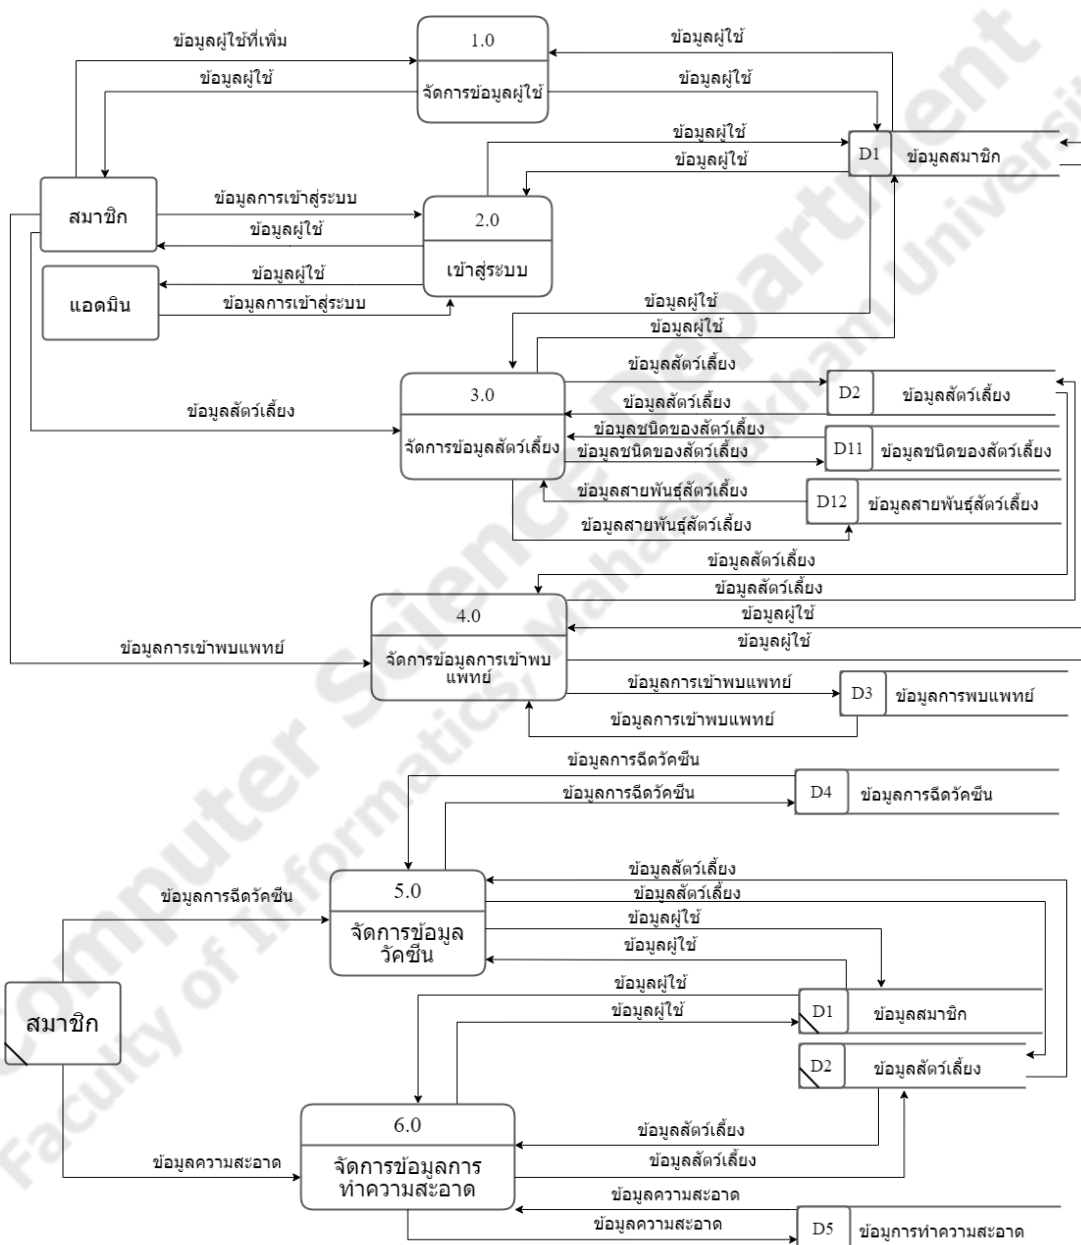 ข้อมูลผู้ใช้ที่เพิ่ม
1.0
ข้อมูลผู้ใช้
ข้อมูลผู้ใช้
จัดการข้อมูลผู้ใช้
ข้อมูลผู้ใช้
ข้อมูลผู้ใช้
ข้อมูลผู้ใช้
D1
ข้อมูลสมาชิก
สมาชิก
ข้อมูลการเข้าสู่ระบบ
2.0
ข้อมูลผู้ใช้
เข้าสู่ระบบ
แอดมิน
ข้อมูลผู้ใช้
ข้อมูลการเข้าสู่ระบบ
ข้อมูลผู้ใช้
ข้อมูลผู้ใช้
ข้อมูลสัตว์เลี้ยง
3.0
จัดการข้อมูลสัตว์เลี้ยง
ข้อมูลสัตว์เลี้ยง
D2
ข้อมูลสัตว์เลี้ยง
ข้อมูลสัตว์เลี้ยง
ข้อมูลชนิดของสัตว์เลี้ยง
D11
ข้อมูลชนิดของสัตว์เลี้ยง
ข้อมูลชนิดของสัตว์เลี้ยง
ข้อมูลสายพันธุ์สัตว์เลี้ยง
D12
ข้อมูลสายพันธุ์สัตว์เลี้ยง
ข้อมูลสายพันธุ์สัตว์เลี้ยง
ข้อมูลสัตว์เลี้ยง
ข้อมูลสัตว์เลี้ยง
4.0
ข้อมูลผู้ใช้
ข้อมูลการเข้าพบแพทย์
จัดการข้อมูลการเข้าพบ
แพทย์
ข้อมูลผู้ใช้
ข้อมูลการเข้าพบแพทย์
D3
ข้อมูลการพบแพทย์
ข้อมูลการเข้าพบแพทย์
ข้อมูลการฉีดวัคซีน
ข้อมูลการฉีดวัคซีน
D4
ข้อมูลการฉีดวัคซีน
ข้อมูลการฉีดวัคซีน
5.0
จัดการข้อมูล
วัคซีน
ข้อมูลสัตว์เลี้ยง
ข้อมูลสัตว์เลี้ยง
ข้อมูลผู้ใช้
ข้อมูลผู้ใช้
สมาชิก
ข้อมูลผู้ใช้
ข้อมูลผู้ใช้
D1
ข้อมูลสมาชิก
D2
ข้อมูลสัตว์เลี้ยง
6.0
จัดการข้อมูลการ
ทำความสะอาด
ข้อมูลความสะอาด
ข้อมูลสัตว์เลี้ยง
ข้อมูลสัตว์เลี้ยง
ข้อมูลความสะอาด
ข้อมูลความสะอาด
D5
ข้อมูการทำความสะอาด
Computer Science Department
Faculty of Informatics, Mahasarakham Universit